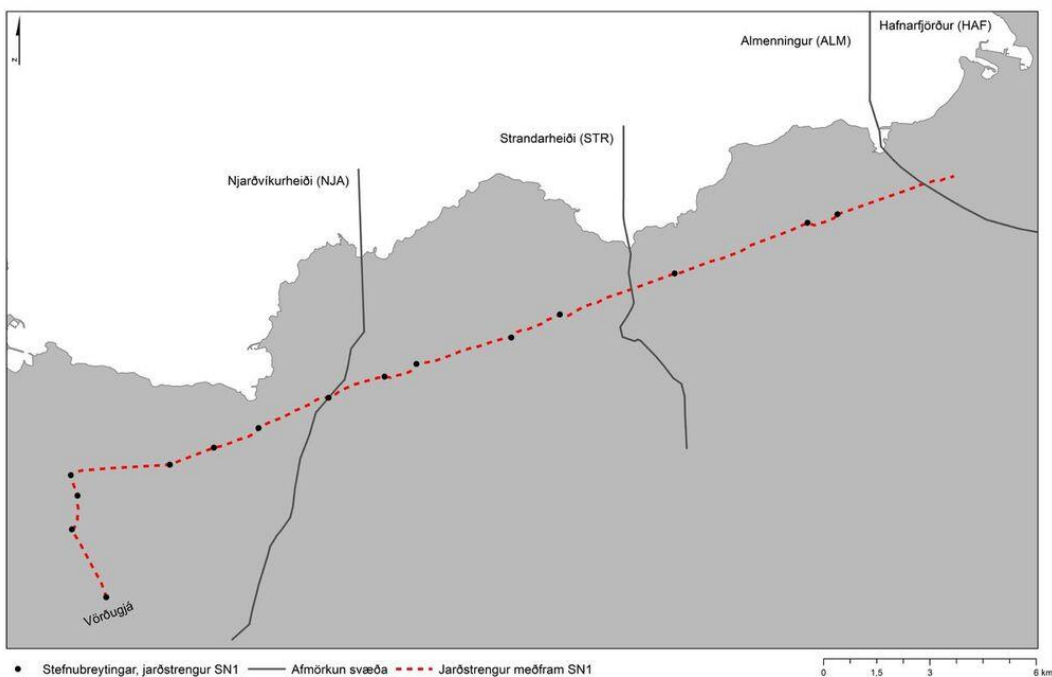 Hafnarfjörður (HAF)
Almenningur (ALM)
Strandarheiði (STR)
Njarðvíkurheiði (NJA)
N
Vörðugjá
Stefnubreytingar, jarðstrengur SN1
Afmörkun svæða
Jarðstrengur meðfram SN1
0 1,5 3 6 km